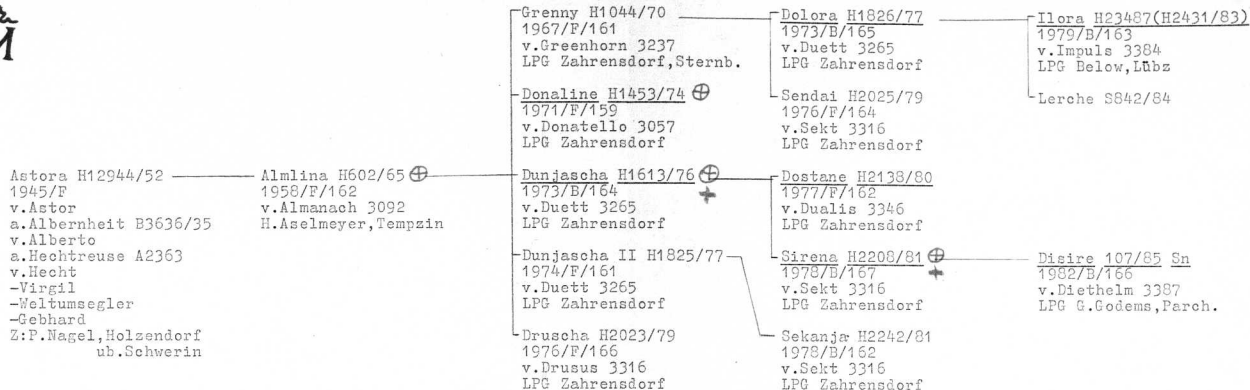 Astora H12944/52
1945/F
v.Astor
a.Albernheit B3636/35
v.Alberto
a.Hechtreuse A2363
v.Hecht
-Virgil
-Weltumsegler
-Gebhard
Z:P.Nagel,Holzendorf
ub.Schwerin
Almlina H602/65
1958/F/162
v.Almanach 3092
H.Aselmeyer,Tempzin
Grenny H1044/70
1967/F/161
v.Greenhorn 3237
LPG Zahrensdorf,Sternb.
Donaline H1453/74
1971/F/159
v.Donatello 3057
LPG Zahrensdorf
Dunjascha H1613/76
1973/B/164
v.Duett 3265
LPG Zahrensdorf
Dunjascha II H1825/77
1974/F/161
v.Duett 3265
LPG Zahrensdorf
Druscha H2023/79
1976/F/166
v.Drusus 3316
LPG Zahrensdorf
Dolora H1826/77
1973/B/165
v.Duett 3265
LPG Zahrensdorf
Sendai H2025/79
1976/F/164
v.Sekt 3316
LPG Zahrensdorf
Dostane H2138/80
1977/F/162
v.Dualis 3346
LPG Zahrensdorf
Sirena H2208/81
1978/B/167
v.Sekt 3316
LPG Zahrensdorf
Sekanja H2242/81
1978/B/162
v.Sekt 3316
LPG Zahrensdorf
Ilora H23487(H2431/83)
1979/B/163
v.Impuls 3384
LPG Below,Lübz
Lerche S842/84
Disire 107/85 Sn
1982/B/166
v.Diethelm 3387
LPG G.Godems,Parch.